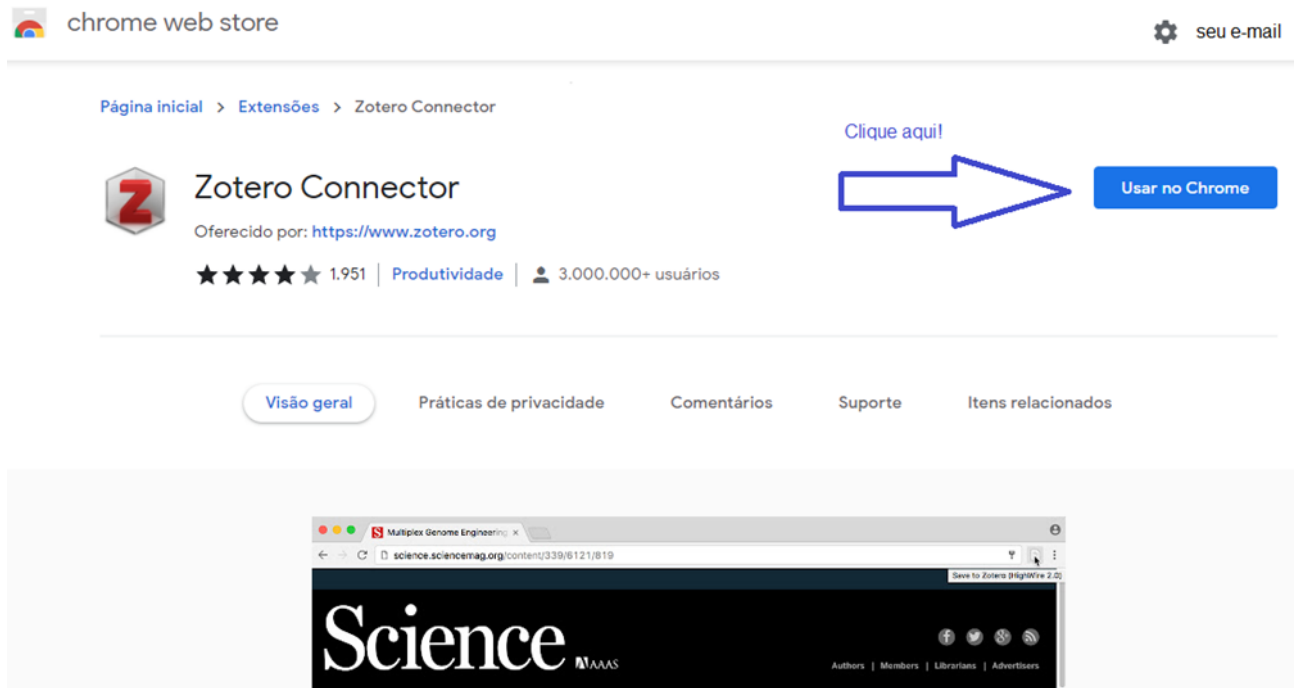 chrome web store
seu e-mail
Página inicial > Extensões > Zotero Connector
Clique aqui!
Z
Zotero Connector
Usar no Chrome
Oferecido por: https://www.zotero.org
1.951 | Produtividade | 3.000.000+ usuários
Visão geral
Práticas de privacidade
Comentários
Suporte
Itens relacionados
S Multiplex Genome Engineering ×
science.sciencemag.org/content/339/6121/819
Save to Zotero (HighWire 2.0)
Science AAAS
Authors | Members | Librarians | Advertisers